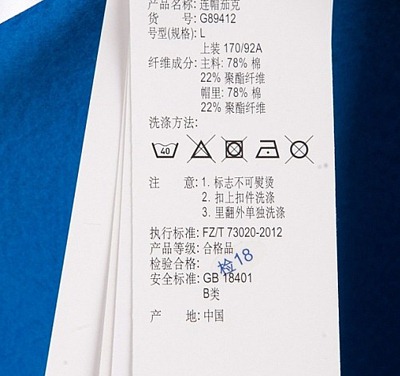 产品名称: 连帽茄克
货 号: G89412
号型(规格): L
上装 170/92A
纤维成分: 主料: 78% 棉
22% 聚酯纤维
帽里: 78% 棉
22% 聚酯纤维
洗涤方法:
40
注 意: 1. 标志不可熨烫
2. 扣上扣件洗涤
3. 里翻外单独洗涤
执行标准: FZ/T 73020-2012
产品等级: 合格品
检验合格: 检18
安全标准: GB 18401
B类
产 地: 中国